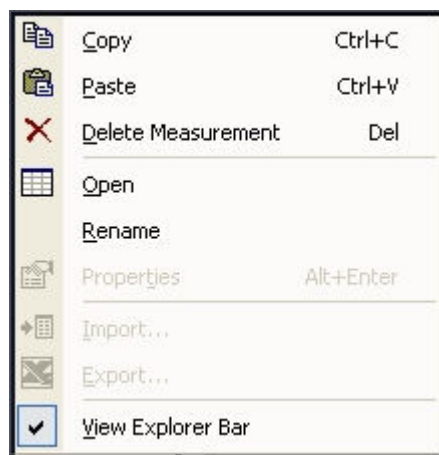 Copy Ctrl+C
Paste Ctrl+V
Delete Measurement Del
Open
Rename
Properties Alt+Enter
Import...
Export...
View Explorer Bar